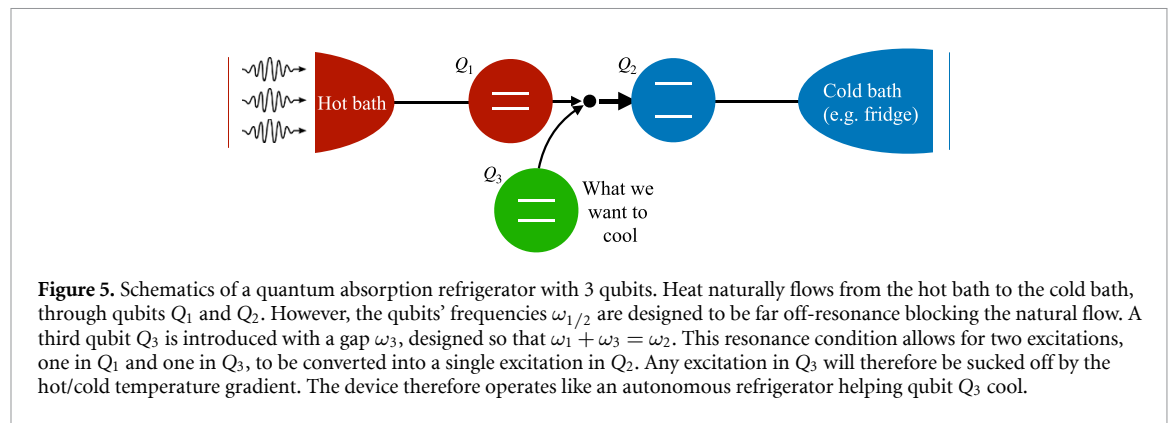 Q1
Q2
Hot bath
Cold bath
(e.g. fridge)
Q3
What we
want to
cool
Figure 5. Schematics of a quantum absorption refrigerator with 3 qubits. Heat naturally flows from the hot bath to the cold bath,
through qubits Q1 and Q2. However, the qubits' frequencies ω1/2 are designed to be far off-resonance blocking the natural flow. A
third qubit Q3 is introduced with a gap ω3, designed so that ω1 + ω3 = ω2. This resonance condition allows for two excitations,
one in Q1 and one in Q3, to be converted into a single excitation in Q2. Any excitation in Q3 will therefore be sucked off by the
hot/cold temperature gradient. The device therefore operates like an autonomous refrigerator helping qubit Q3 cool.